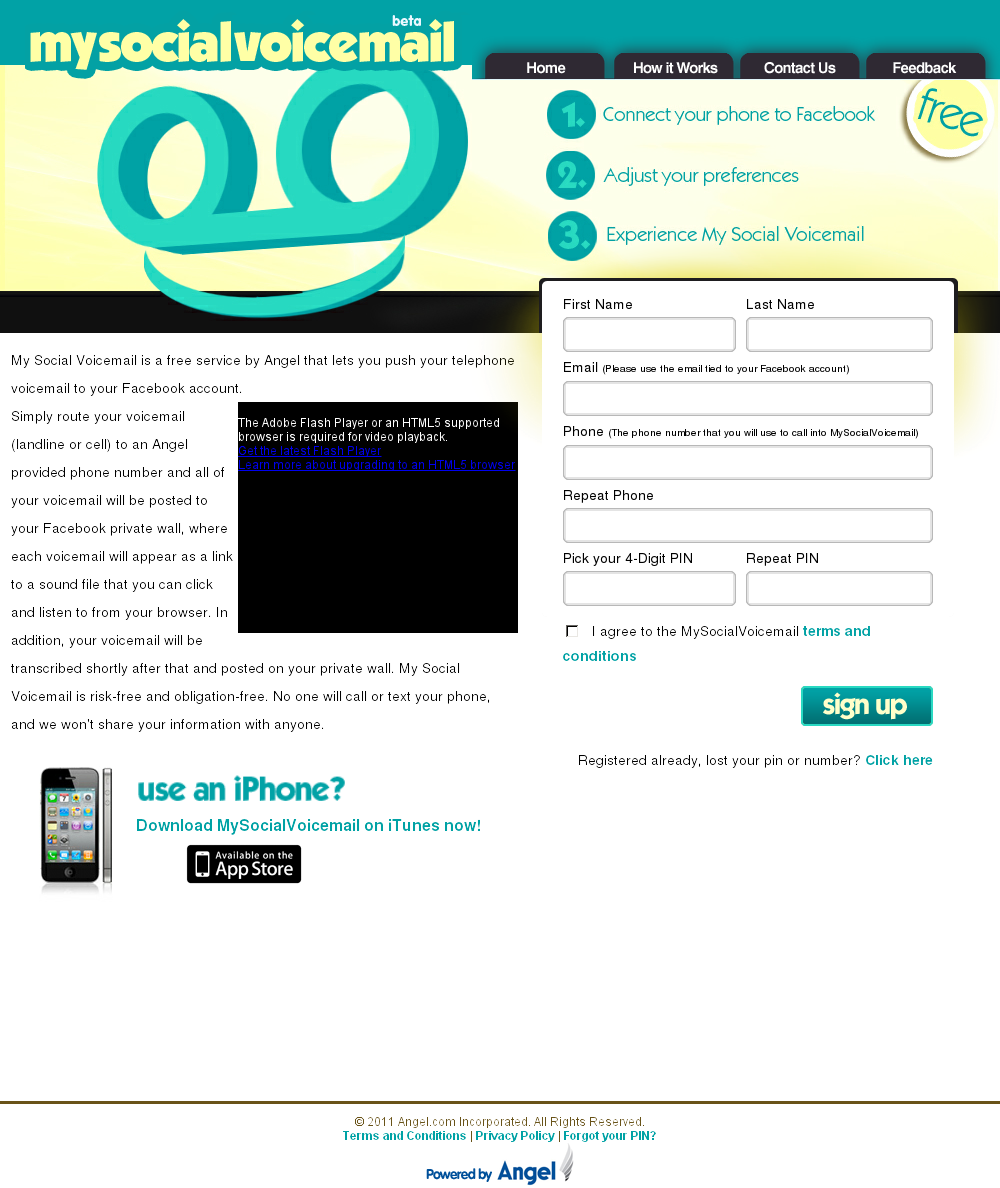 beta
mysocialvoicemail
Home
How it Works
Contact Us
Feedback
free
1. Connect your phone to Facebook
2. Adjust your preferences
3. Experience My Social Voicemail
My Social Voicemail is a free service by Angel that lets you push your telephone
voicemail to your Facebook account.
Simply route your voicemail
(landline or cell) to an Angel
provided phone number and all of
your voicemail will be posted to
your Facebook private wall, where
each voicemail will appear as a link
to a sound file that you can click
and listen to from your browser. In
addition, your voicemail will be
transcribed shortly after that and posted on your private wall. My Social
Voicemail is risk-free and obligation-free. No one will call or text your phone,
and we won't share your information with anyone.
The Adobe Flash Player or an HTML5 supported
browser is required for video playback.
Get the latest Flash Player
Learn more about upgrading to an HTML5 browser
use an iPhone?
Download MySocialVoicemail on iTunes now!
Available on the
App Store
First Name
Last Name
Email (Please use the email tied to your Facebook account)
Phone (The phone number that you will use to call into MySocialVoicemail)
Repeat Phone
Pick your 4-Digit PIN
Repeat PIN
I agree to the MySocialVoicemail terms and
conditions
sign up
Registered already, lost your pin or number? Click here
© 2011 Angel.com Incorporated. All Rights Reserved.
Terms and Conditions | Privacy Policy | Forgot your PIN?
Powered by Angel